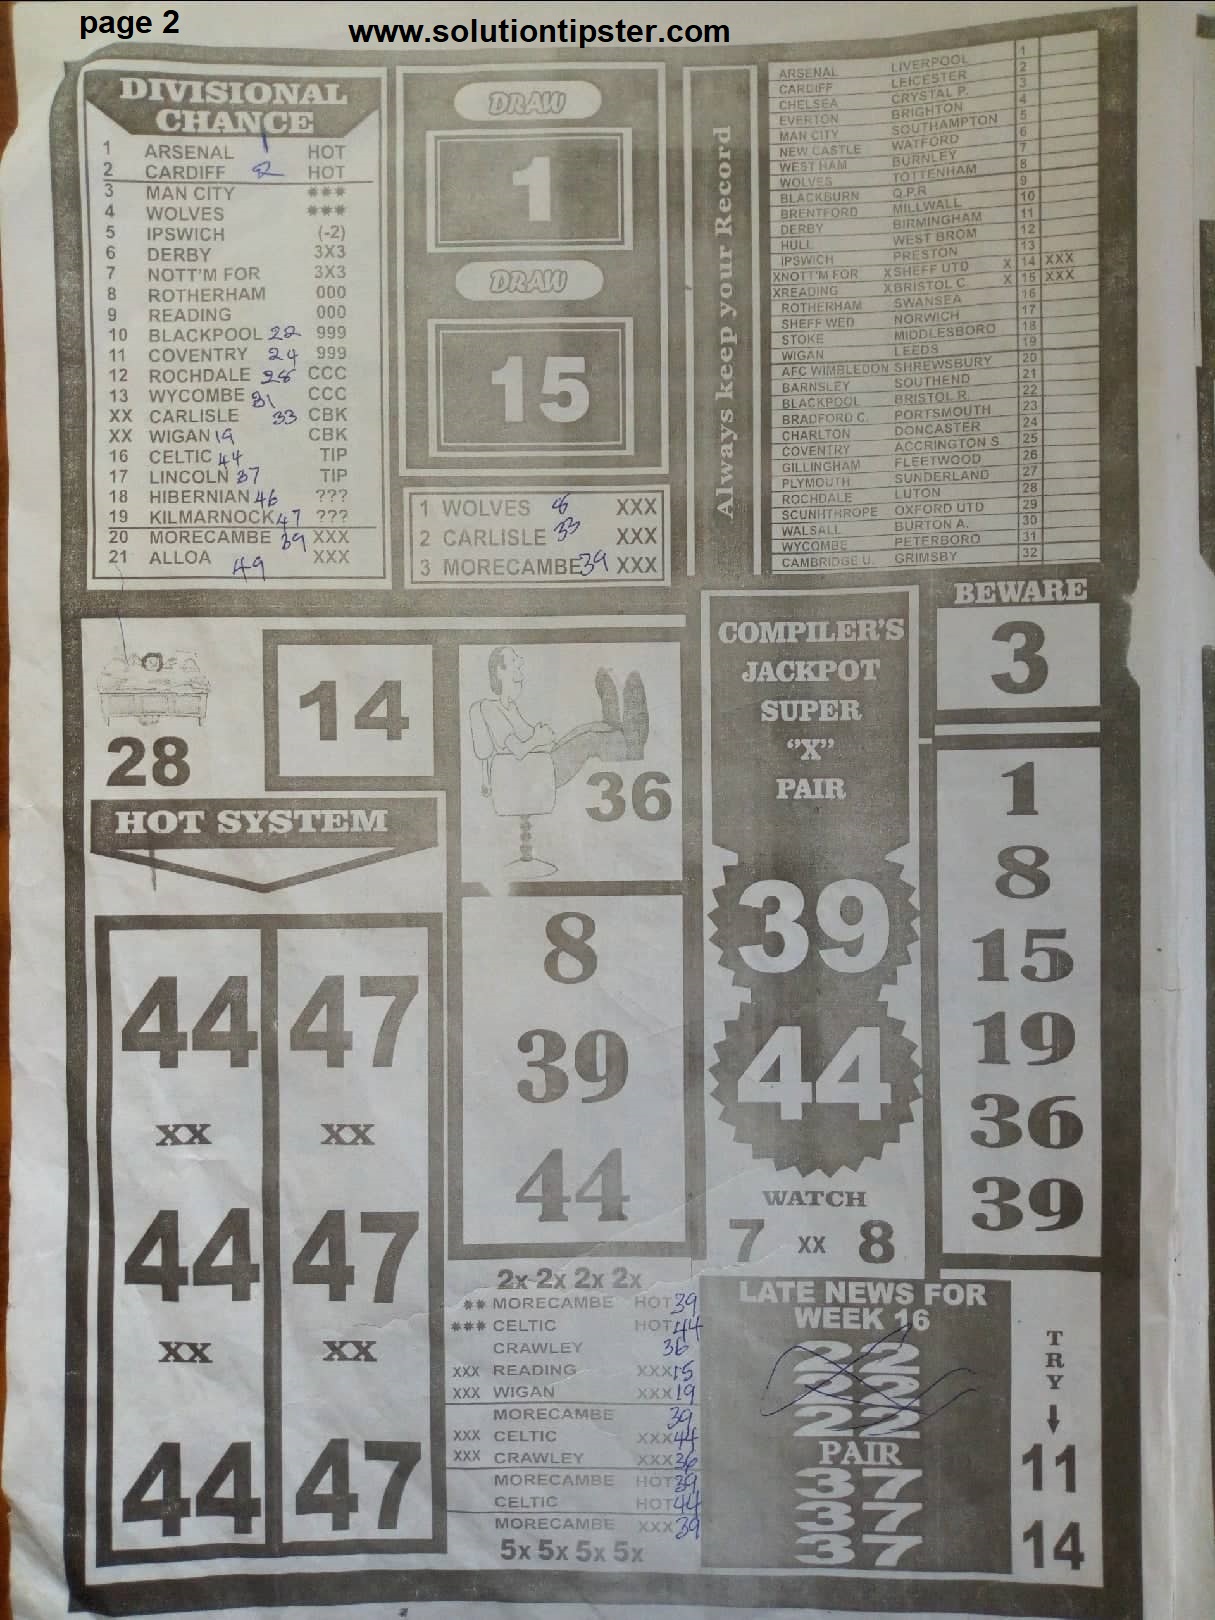 page 2
www.solutiontipster.com
DIVISIONAL
CHANCE
1 ARSENAL 1 HOT
2 CARDIFF 2 HOT
3 MAN CITY ***
4 WOLVES ***
5 IPSWICH (-2)
6 DERBY 3X3
7 NOTT'M FOR 3X3
8 ROTHERHAM 000
9 READING 000
10 BLACKPOOL 22 999
11 COVENTRY 24 999
12 ROCHDALE 28 CCC
13 WYCOMBE 31 CCC
XX CARLISLE 33 CBK
XX WIGAN 19 CBK
16 CELTIC 44 TIP
17 LINCOLN 37 TIP
18 HIBERNIAN 46 ???
19 KILMARNOCK 47 ???
20 MORECAMBE 39 XXX
21 ALLOA 49 XXX
DRAW
1
DRAW
15
1 WOLVES 8 XXX
2 CARLISLE 33 XXX
3 MORECAMBE 39 XXX
Always keep your Record
ARSENAL LIVERPOOL 1
CARDIFF LEICESTER 2
CHELSEA CRYSTAL P. 3
EVERTON BRIGHTON 4
MAN CITY SOUTHAMPTON 5
NEW CASTLE WATFORD 6
WEST HAM BURNLEY 7
WOLVES TOTTENHAM 8
BLACKBURN Q.P.R 9
BRENTFORD MILLWALL 10
DERBY BIRMINGHAM 11
HULL WEST BROM 12
IPSWICH PRESTON 13
XNOTT'M FOR XSHEFF UTD X 14 XXX
XREADING XBRISTOL C. X 15 XXX
ROTHERHAM SWANSEA 16
SHEFF WED NORWICH 17
STOKE MIDDLESBORO 18
WIGAN LEEDS 19
AFC WIMBLEDON SHREWSBURY 20
BARNSLEY SOUTHEND 21
BLACKPOOL BRISTOL R. 22
BRADFORD C. PORTSMOUTH 23
CHARLTON DONCASTER 24
COVENTRY ACCRINGTON S 25
GILLINGHAM FLEETWOOD 26
PLYMOUTH SUNDERLAND 27
ROCHDALE LUTON 28
SCUNTHROPE OXFORD UTD 29
WALSALL BURTON A. 30
WYCOMBE PETERBORO 31
CAMBRIDGE U. GRIMSBY 32
28
14
36
HOT SYSTEM
44 47
XX XX
44 47
XX XX
44 47
8
39
44
2x 2x 2x 2x
** MORECAMBE HOT 39
*** CELTIC HOT 44
CRAWLEY 36
XXX READING XXX 15
XXX WIGAN XXX 19
MORECAMBE 39
XXX CELTIC XXX 44
XXX CRAWLEY XXX 36
MORECAMBE HOT 39
CELTIC HOT 44
MORECAMBE XXX 39
5x 5x 5x 5x
COMPILER'S
JACKPOT
SUPER
"X"
PAIR
39
44
WATCH
7 XX 8
LATE NEWS FOR
WEEK 16
22
22
22
PAIR
37
37
37
BEWARE
3
1
8
15
19
36
39
TRY
11
14